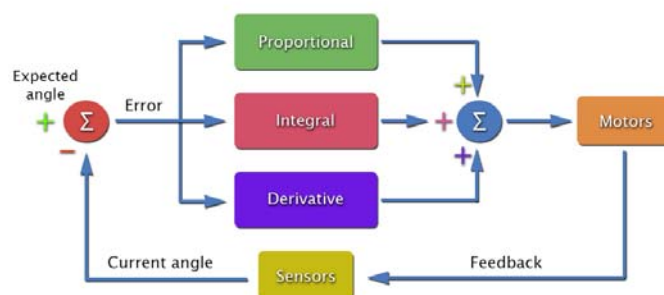 Proportional
Expected
angle
+
Σ
−
Error
Integral
+
+
Σ
+
Motors
Derivative
Current angle
Sensors
Feedback